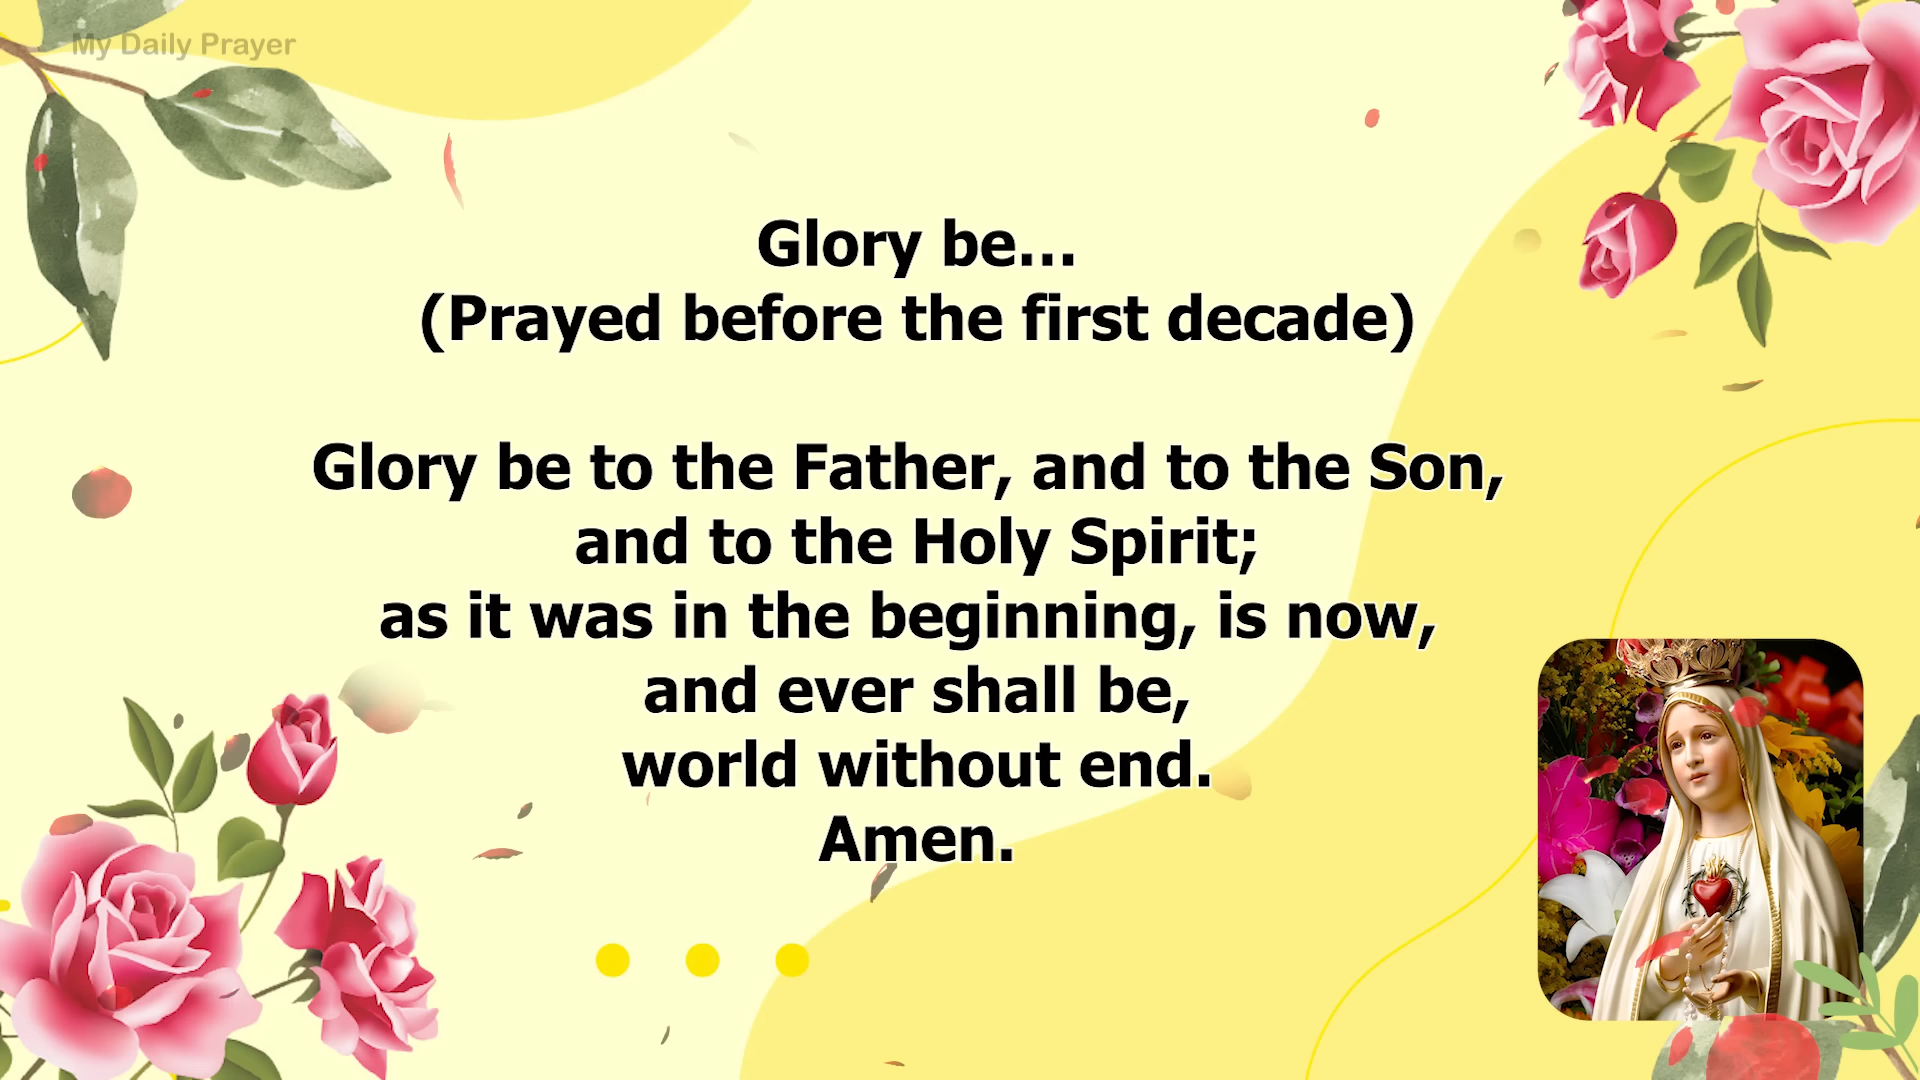 My Daily Prayer
Glory be...
(Prayed before the first decade)
Glory be to the Father, and to the Son,
and to the Holy Spirit;
as it was in the beginning, is now,
and ever shall be,
world without end.
Amen.